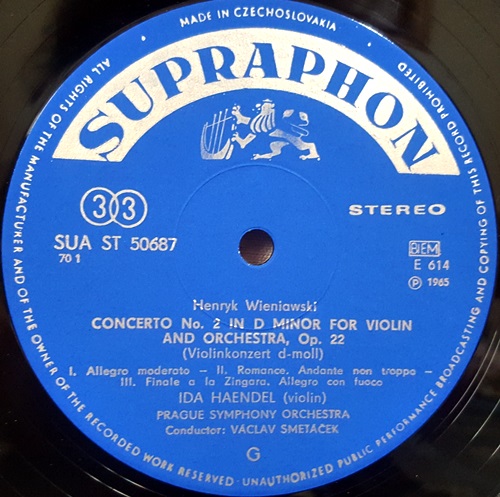 MADE IN CZECHOSLOVAKIA
ALL RIGHTS OF THE MANUFACTURER AND OF THE OWNER OF THE RECORDED WORK RESERVED · UNAUTHORIZED PUBLIC PERFORMANCE BROADCASTING AND COPYING OF THIS RECORD PROHIBITED
SUPRAPHON
33
STEREO
SUA ST 50687
70 1
BIEM
E 614
Ⓟ 1965
Henryk Wieniawski
CONCERTO No. 2 IN D MINOR FOR VIOLIN
AND ORCHESTRA, Op. 22
(Violinkonzert d-moll)
I. Allegro moderato — II. Romance. Andante non troppo —
III. Finale a la Zingara. Allegro con fuoco
IDA HAENDEL (violin)
PRAGUE SYMPHONY ORCHESTRA
Conductor: VÁCLAV SMETÁČEK
G